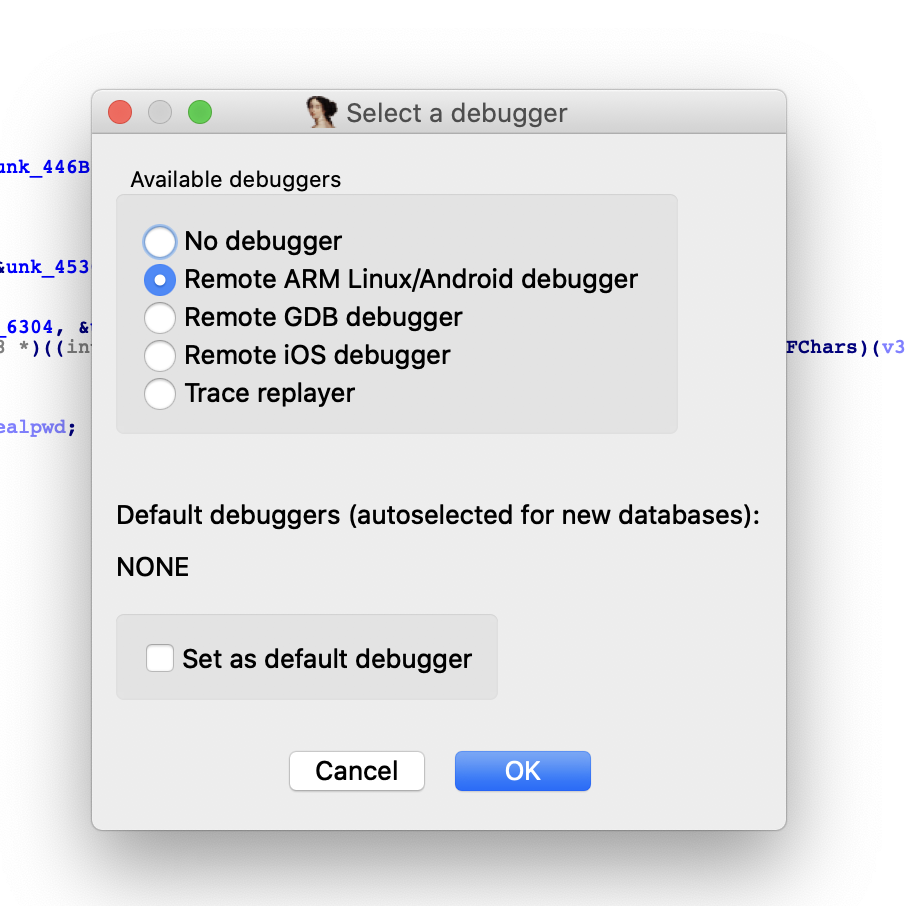 Select a debugger
unk_446B
Available debuggers
No debugger
&unk_453
Remote ARM Linux/Android debugger
Remote GDB debugger
_6304, &
*)((in
FChars)(v3
Remote iOS debugger
Trace replayer
ealpwd;
Default debuggers (autoselected for new databases):
NONE
Set as default debugger
Cancel
OK